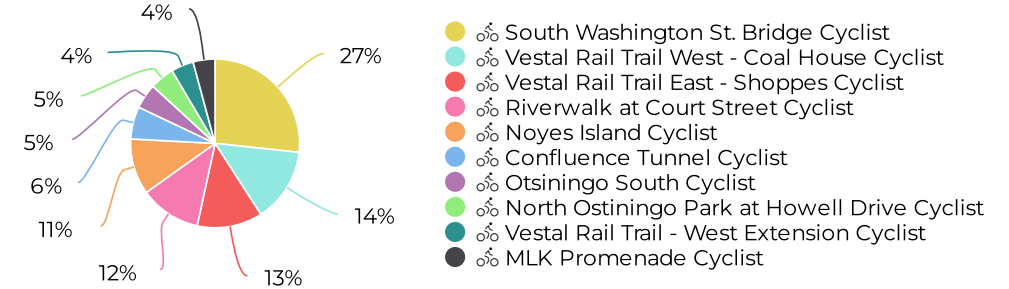 4%
4%
27%
5%
5%
6%
14%
11%
12%
13%
South Washington St. Bridge Cyclist
Vestal Rail Trail West - Coal House Cyclist
Vestal Rail Trail East - Shoppes Cyclist
Riverwalk at Court Street Cyclist
Noyes Island Cyclist
Confluence Tunnel Cyclist
Otsiningo South Cyclist
North Ostiningo Park at Howell Drive Cyclist
Vestal Rail Trail - West Extension Cyclist
MLK Promenade Cyclist